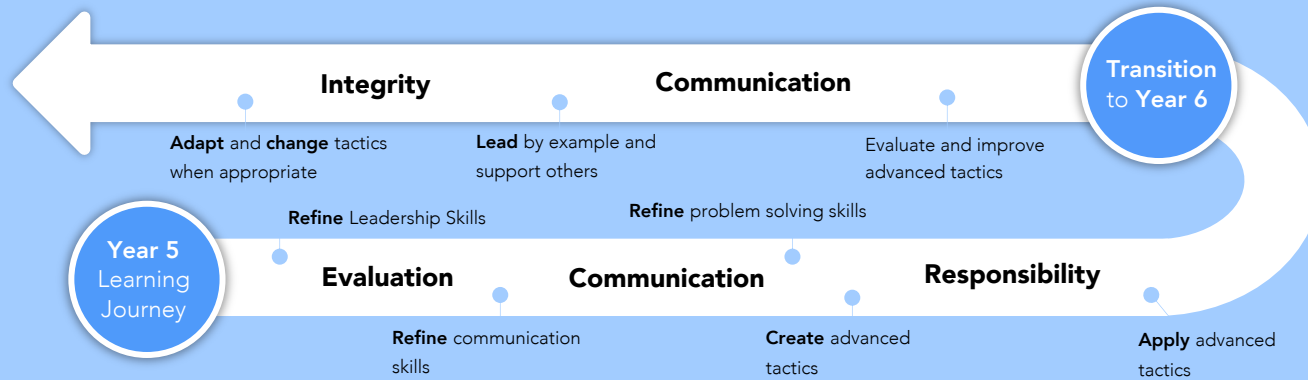 Integrity
Communication
Transition
to Year 6
Adapt and change tactics
when appropriate
Lead by example and
support others
Evaluate and improve
advanced tactics
Refine Leadership Skills
Refine problem solving skills
Year 5
Learning
Journey
Evaluation
Communication
Responsibility
Refine communication
skills
Create advanced
tactics
Apply advanced
tactics